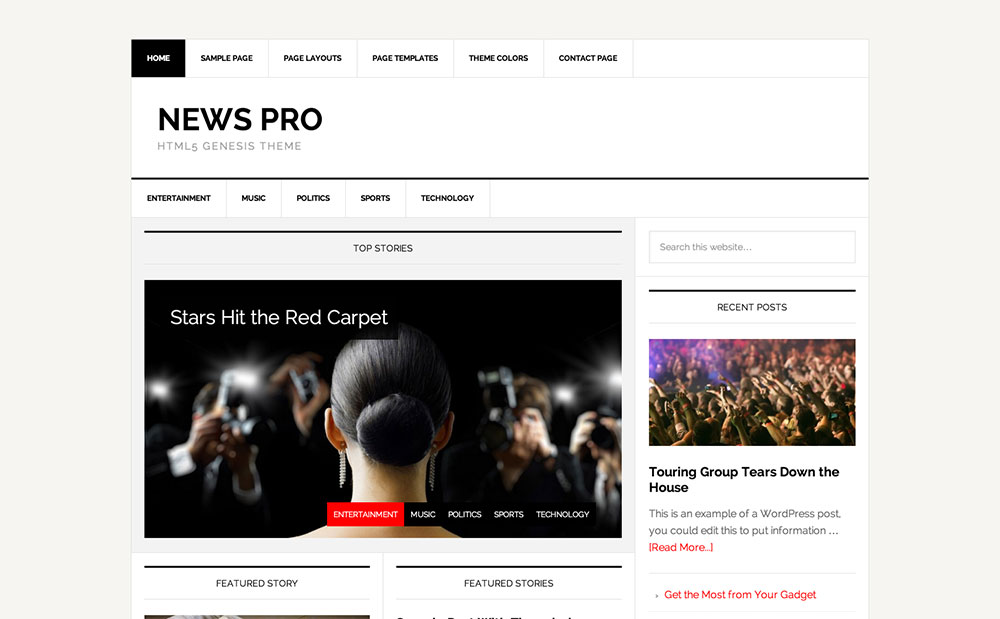 HOME SAMPLE PAGE PAGE LAYOUTS PAGE TEMPLATES THEME COLORS CONTACT PAGE
NEWS PRO
HTML5 GENESIS THEME
ENTERTAINMENT MUSIC POLITICS SPORTS TECHNOLOGY
TOP STORIES
Stars Hit the Red Carpet
ENTERTAINMENT MUSIC POLITICS SPORTS TECHNOLOGY
FEATURED STORY
FEATURED STORIES
Search this website…
RECENT POSTS
Touring Group Tears Down the
House
This is an example of a WordPress post,
you could edit this to put information …
[Read More...]
Get the Most from Your Gadget